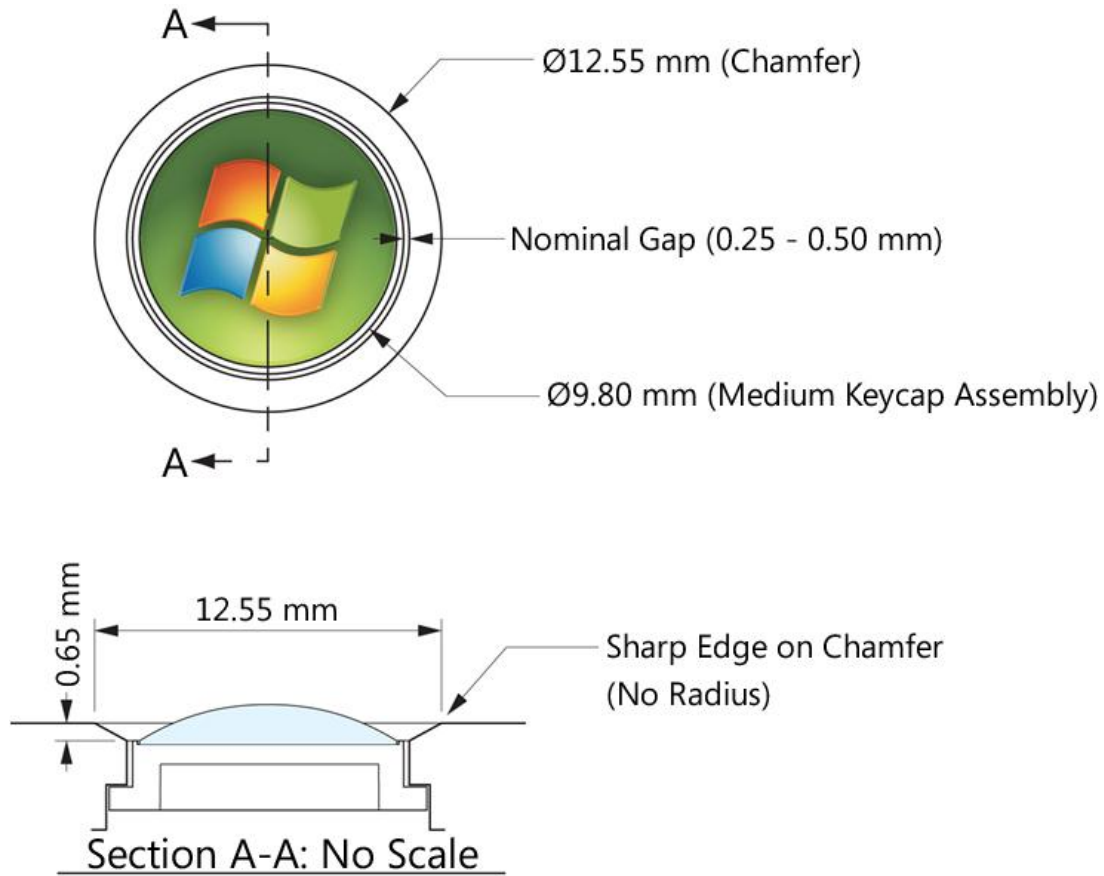 A
Ø12.55 mm (Chamfer)
Nominal Gap (0.25 - 0.50 mm)
Ø9.80 mm (Medium Keycap Assembly)
A
0.65 mm
12.55 mm
Sharp Edge on Chamfer
(No Radius)
Section A-A: No Scale